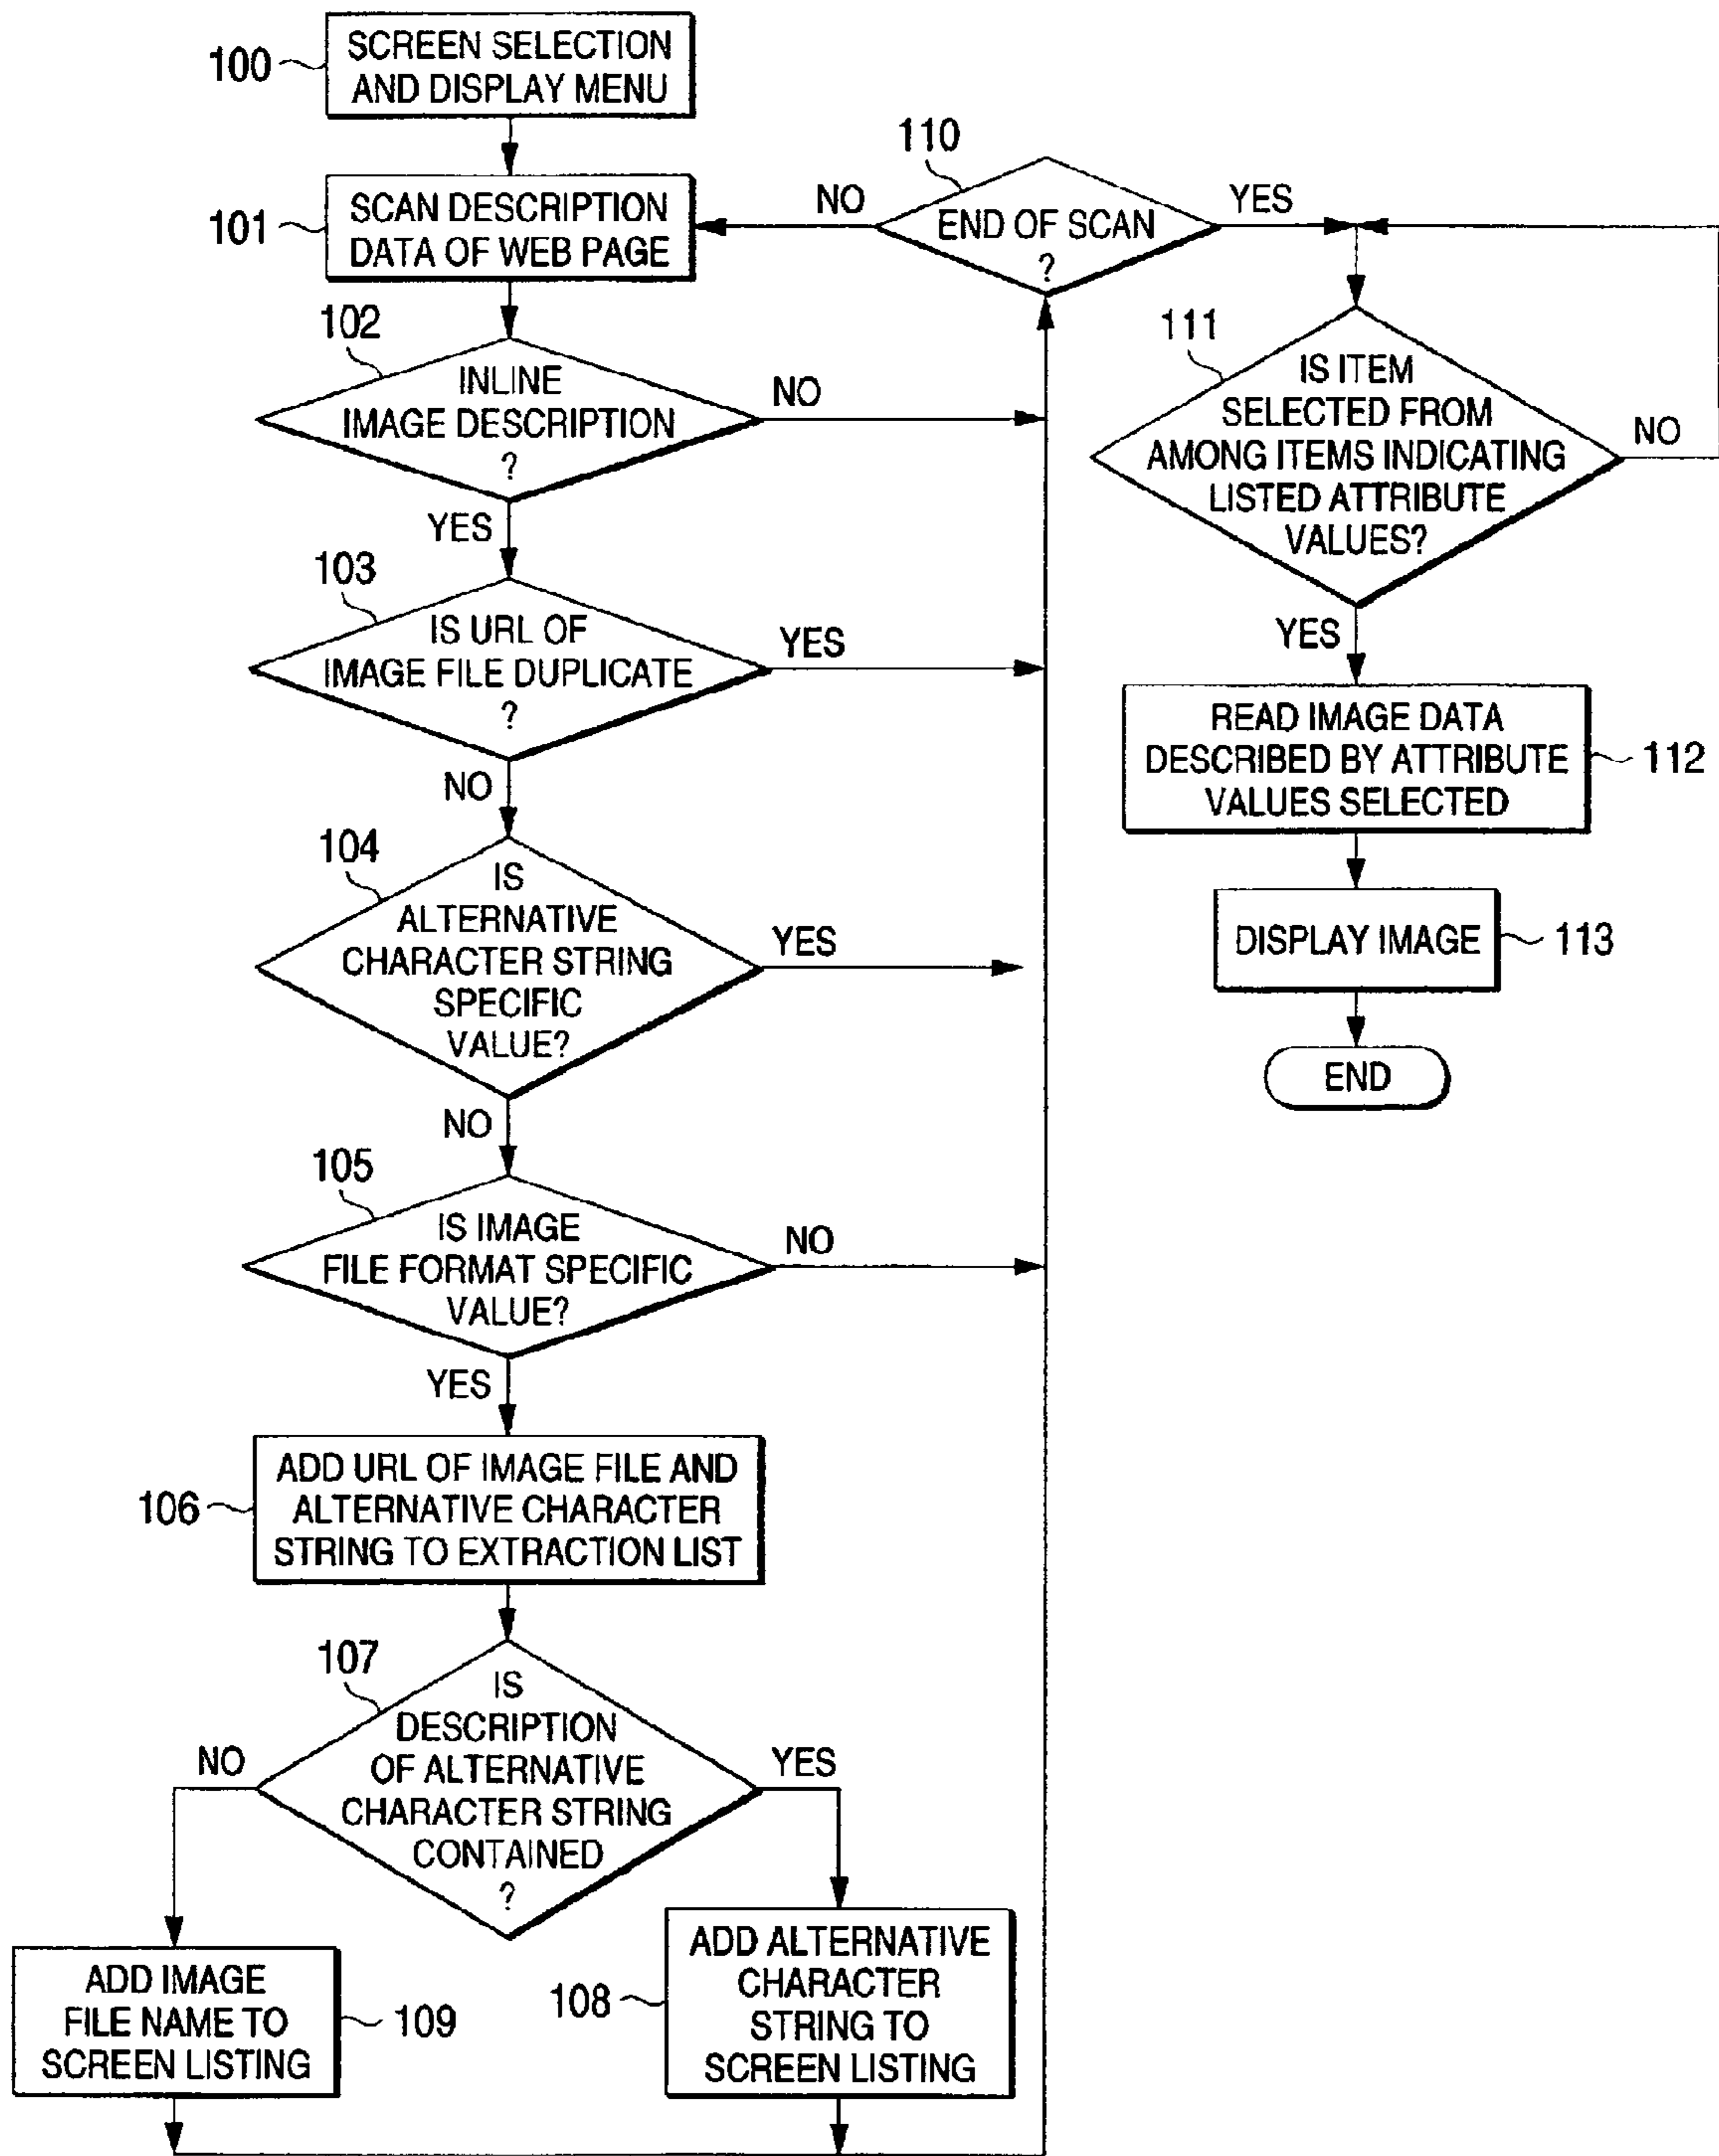 100
SCREEN SELECTION
AND DISPLAY MENU
101
SCAN DESCRIPTION
DATA OF WEB PAGE
102
INLINE
IMAGE DESCRIPTION
?
NO
YES
103
IS URL OF
IMAGE FILE DUPLICATE
?
YES
NO
104
IS
ALTERNATIVE
CHARACTER STRING
SPECIFIC
VALUE?
YES
NO
105
IS IMAGE
FILE FORMAT SPECIFIC
VALUE?
NO
YES
106
ADD URL OF IMAGE FILE AND
ALTERNATIVE CHARACTER
STRING TO EXTRACTION LIST
107
IS
DESCRIPTION
OF ALTERNATIVE
CHARACTER STRING
CONTAINED
?
NO
YES
ADD IMAGE
FILE NAME TO
SCREEN LISTING
109
108
ADD ALTERNATIVE
CHARACTER
STRING TO
SCREEN LISTING
110
END OF SCAN
?
NO
YES
111
IS ITEM
SELECTED FROM
AMONG ITEMS INDICATING
LISTED ATTRIBUTE
VALUES?
NO
YES
READ IMAGE DATA
DESCRIBED BY ATTRIBUTE
VALUES SELECTED
112
DISPLAY IMAGE
113
END